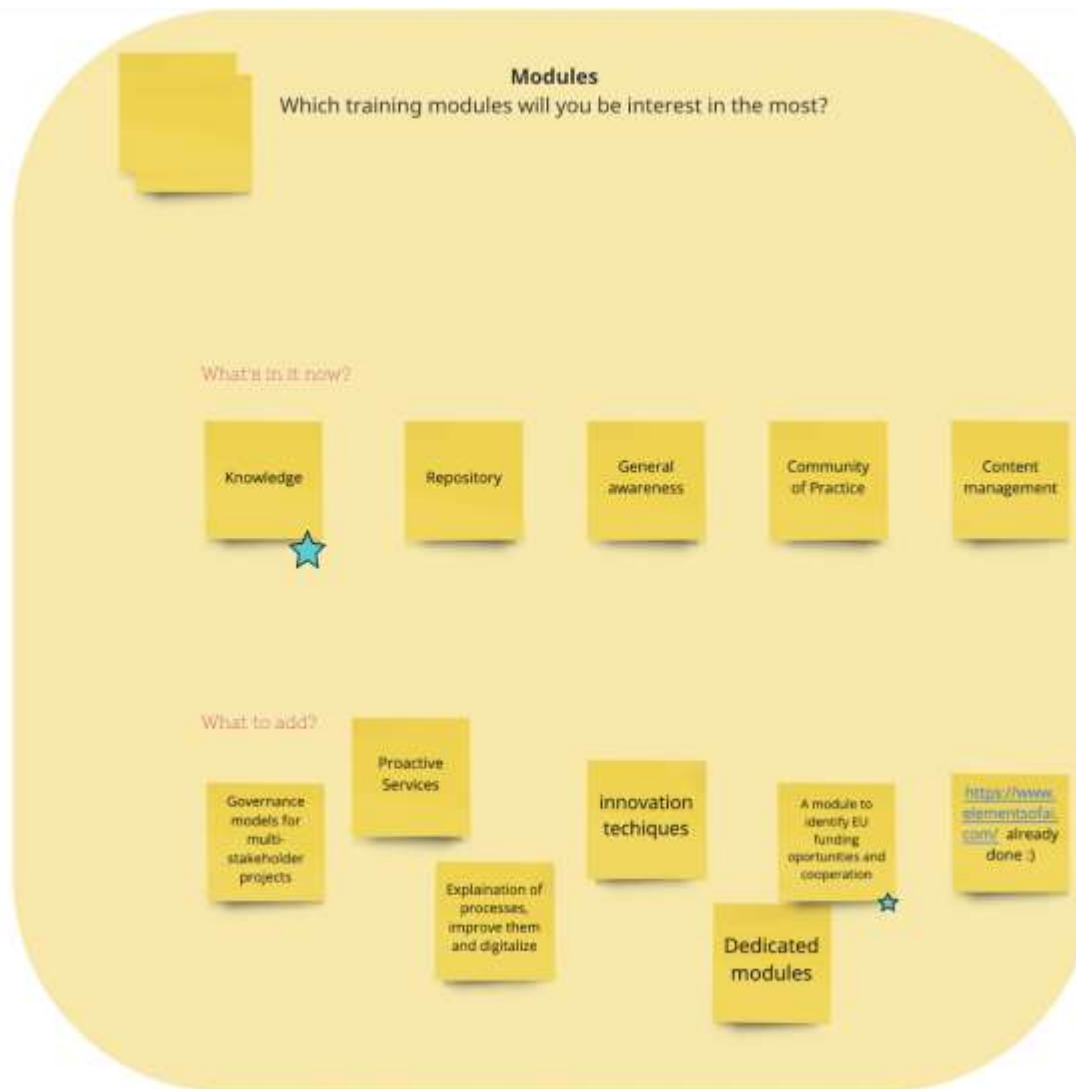 Modules
Which training modules will you be interest in the most?
What's in it now?
Knowledge
Repository
General
awareness
Community
of Practice
Content
management
What to add?
Governance
models for
multi-
stakeholder
projects
Proactive
Services
Explaination of
processes,
improve them
and digitalize
innovation
techiques
A module to
identify EU
funding
oportunities and
cooperation
Dedicated
modules
https://www.
elementsofai.
com/ already
done :)